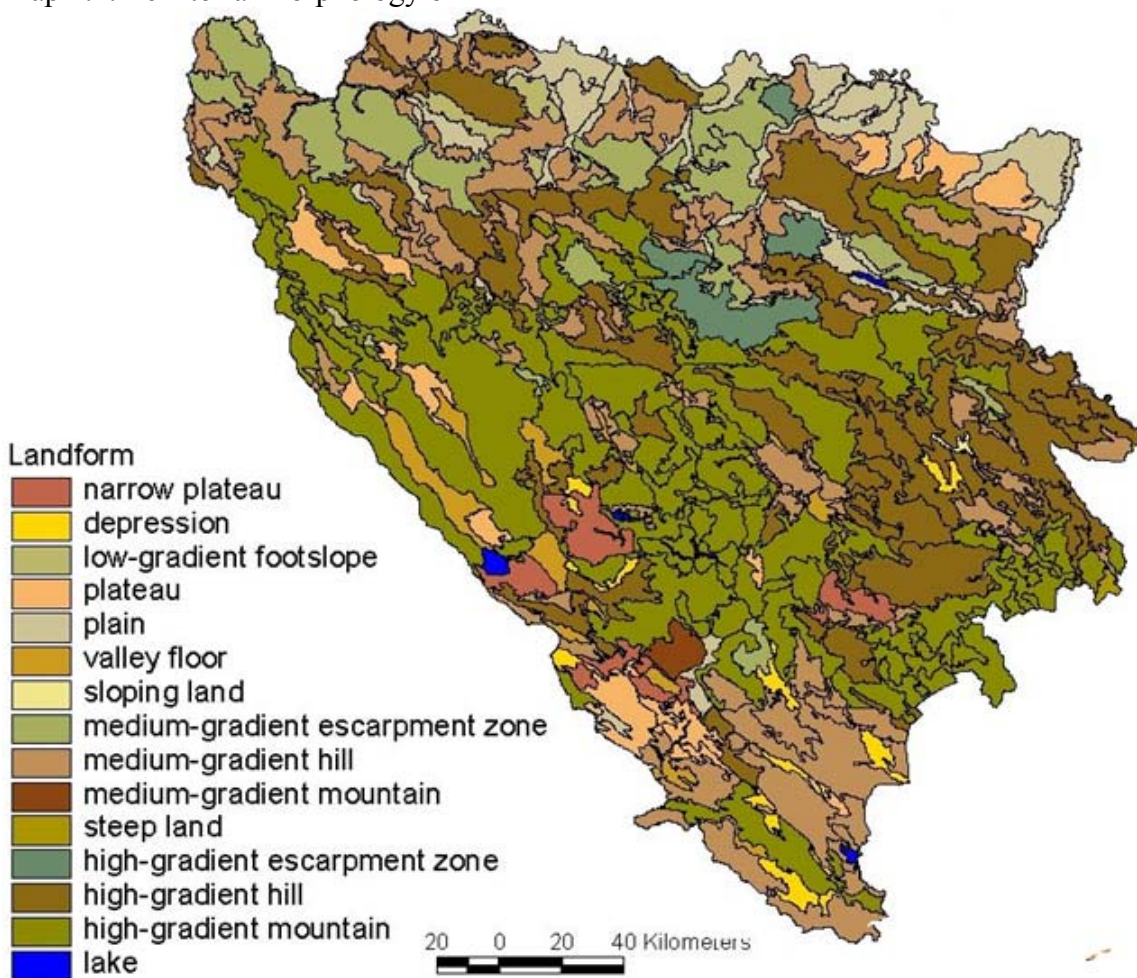 Landform
narrow plateau
depression
low-gradient footslope
plateau
plain
valley floor
sloping land
medium-gradient escarpment zone
medium-gradient hill
medium-gradient mountain
steep land
high-gradient escarpment zone
high-gradient hill
high-gradient mountain
lake
20 0 20 40 Kilometers